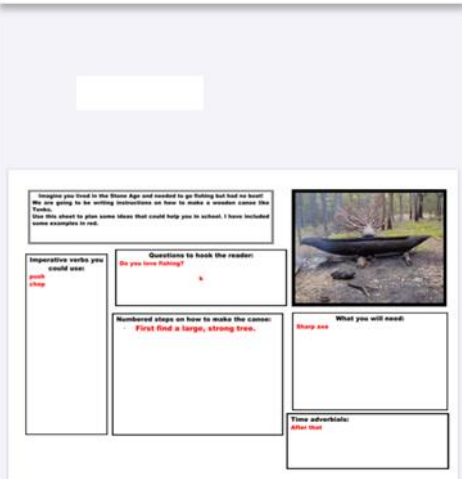 Imagine you lived in the Stone Age and needed to go fishing but had no boat!
We are going to be writing instructions on how to make a wooden canoe like
Tonka.
Use this sheet to plan some ideas that could help you in school. I have included
some examples in red.
Imperative verbs you
could use:
push
chop
Questions to hook the reader:
Do you love fishing?
Numbered steps on how to make the canoe:
First find a large, strong tree.
What you will need:
Sharp axe
Time adverbials:
After that